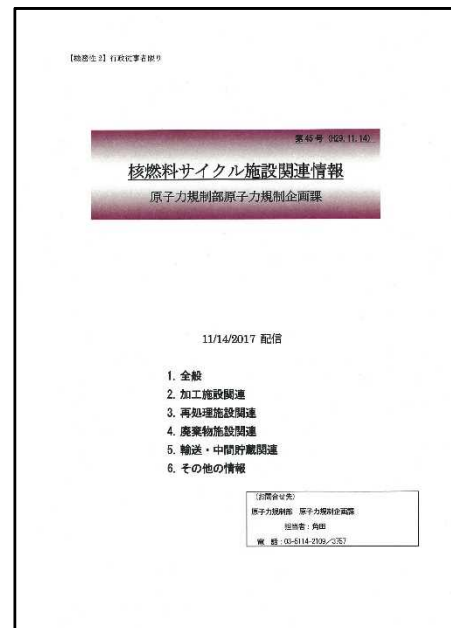 【機密性2】行政従事者限り
第45号 (H29.11.14)
核燃料サイクル施設関連情報
原子力規制部原子力規制企画課
11/14/2017 配信
1. 全般
2. 加工施設関連
3. 再処理施設関連
4. 廃棄物施設関連
5. 輸送・中間貯蔵関連
6. その他の情報
(お問合せ先)
原子力規制部 原子力規制企画課
担当者：角田
電 話：03-5114-2109／3757